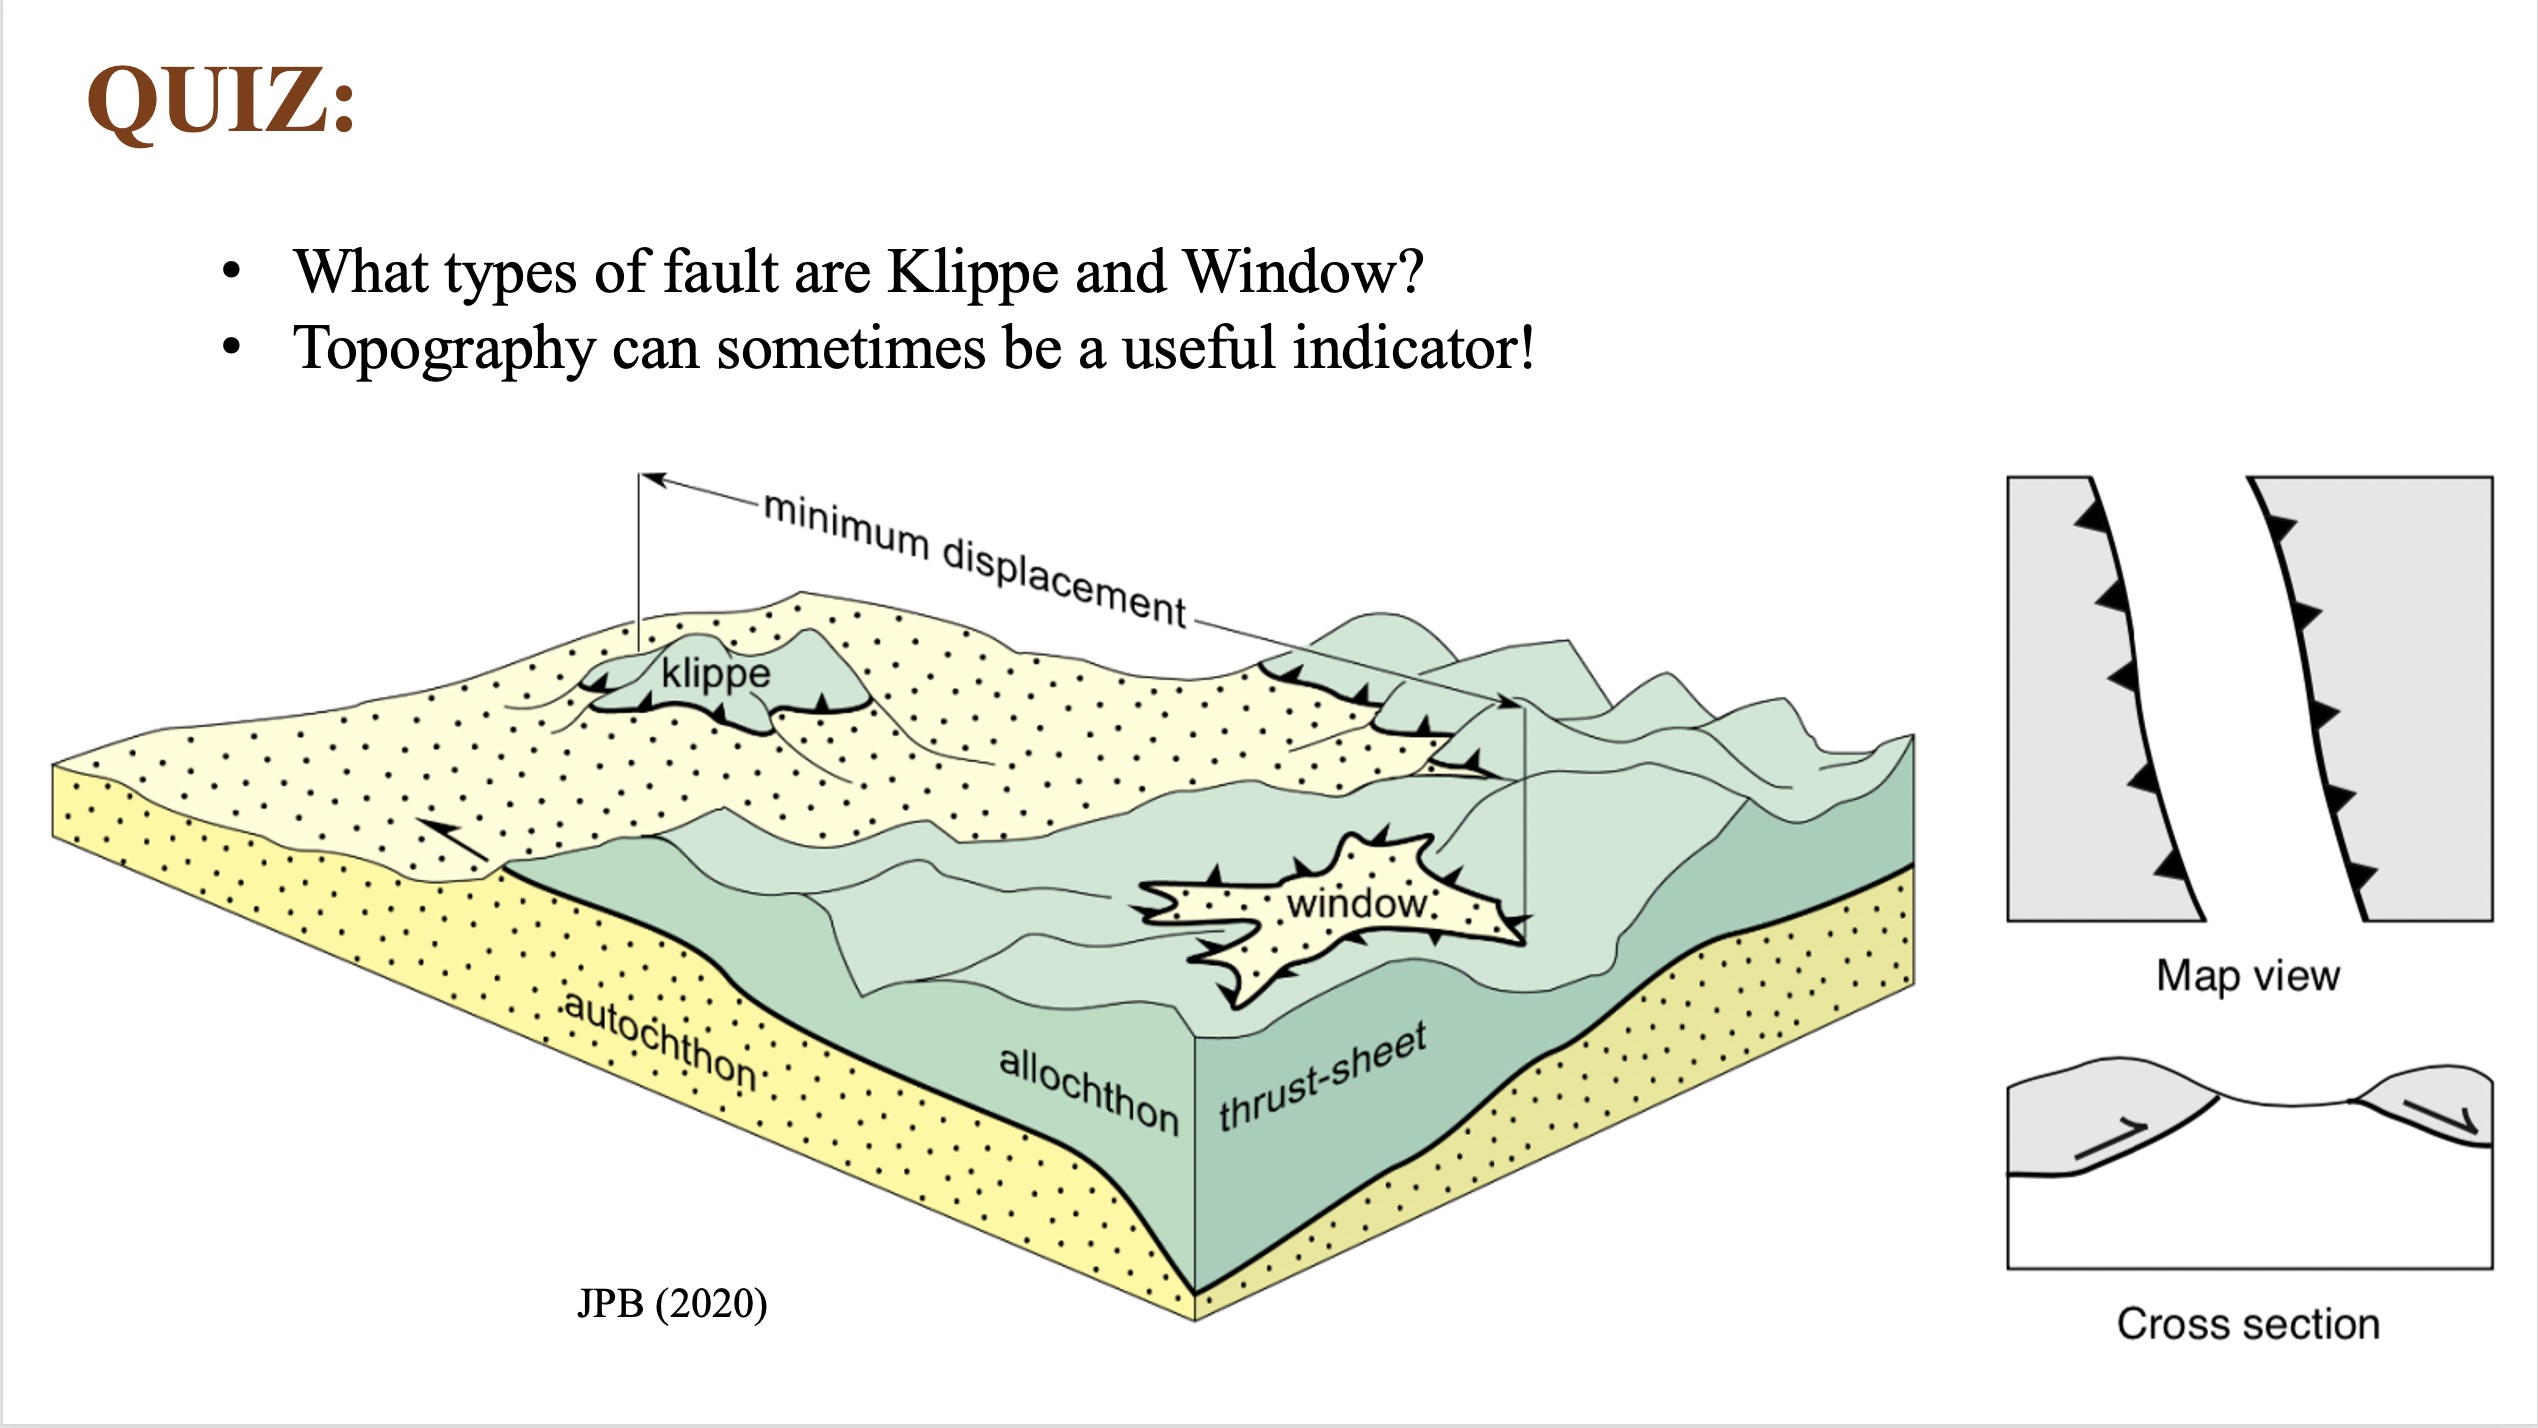 QUIZ:
• What types of fault are Klippe and Window?
• Topography can sometimes be a useful indicator!
minimum displacement
klippe
window
autochthon
allochthon
thrust-sheet
JPB (2020)
Map view
Cross section